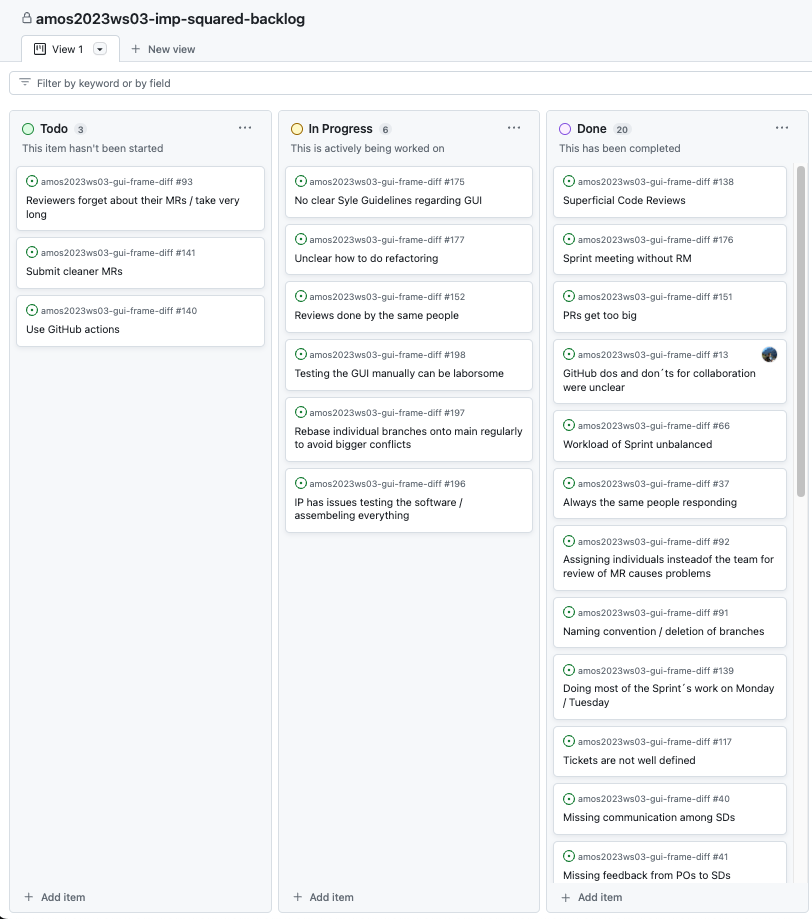 amos2023ws03-imp-squared-backlog
View 1
New view
Filter by keyword or by field
Todo 3
This item hasn't been started
amos2023ws03-gui-frame-diff #93
Reviewers forget about their MRs / take very
long
amos2023ws03-gui-frame-diff #141
Submit cleaner MRs
amos2023ws03-gui-frame-diff #140
Use GitHub actions
Add item
In Progress 6
This is actively being worked on
amos2023ws03-gui-frame-diff #175
No clear Syle Guidelines regarding GUI
amos2023ws03-gui-frame-diff #177
Unclear how to do refactoring
amos2023ws03-gui-frame-diff #152
Reviews done by the same people
amos2023ws03-gui-frame-diff #198
Testing the GUI manually can be laborsome
amos2023ws03-gui-frame-diff #197
Rebase individual branches onto main regularly
to avoid bigger conflicts
amos2023ws03-gui-frame-diff #196
IP has issues testing the software /
assembeling everything
Add item
Done 20
This has been completed
amos2023ws03-gui-frame-diff #138
Superficial Code Reviews
amos2023ws03-gui-frame-diff #176
Sprint meeting without RM
amos2023ws03-gui-frame-diff #151
PRs get too big
amos2023ws03-gui-frame-diff #13
GitHub dos and don´ts for collaboration
were unclear
amos2023ws03-gui-frame-diff #66
Workload of Sprint unbalanced
amos2023ws03-gui-frame-diff #37
Always the same people responding
amos2023ws03-gui-frame-diff #92
Assigning individuals insteadof the team for
review of MR causes problems
amos2023ws03-gui-frame-diff #91
Naming convention / deletion of branches
amos2023ws03-gui-frame-diff #139
Doing most of the Sprint´s work on Monday
/ Tuesday
amos2023ws03-gui-frame-diff #117
Tickets are not well defined
amos2023ws03-gui-frame-diff #40
Missing communication among SDs
amos2023ws03-gui-frame-diff #41
Missing feedback from POs to SDs
Add item